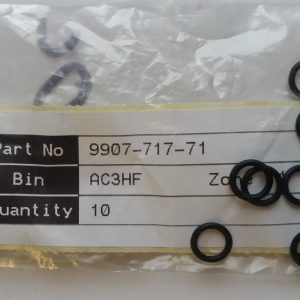 Part No 9907-717-71
Bin AC3HF
Quantity 10